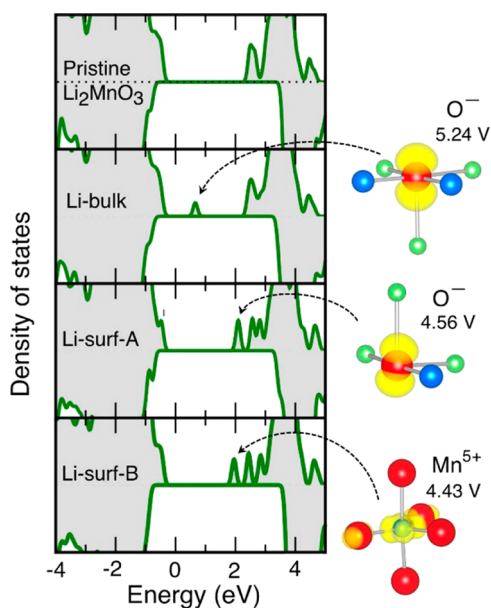 Pristine
Li₂MnO₃
Li-bulk
Li-surf-A
Li-surf-B
Density of states
-4 -2 0 2 4
Energy (eV)
O⁻
5.24 V
O⁻
4.56 V
Mn⁵⁺
4.43 V